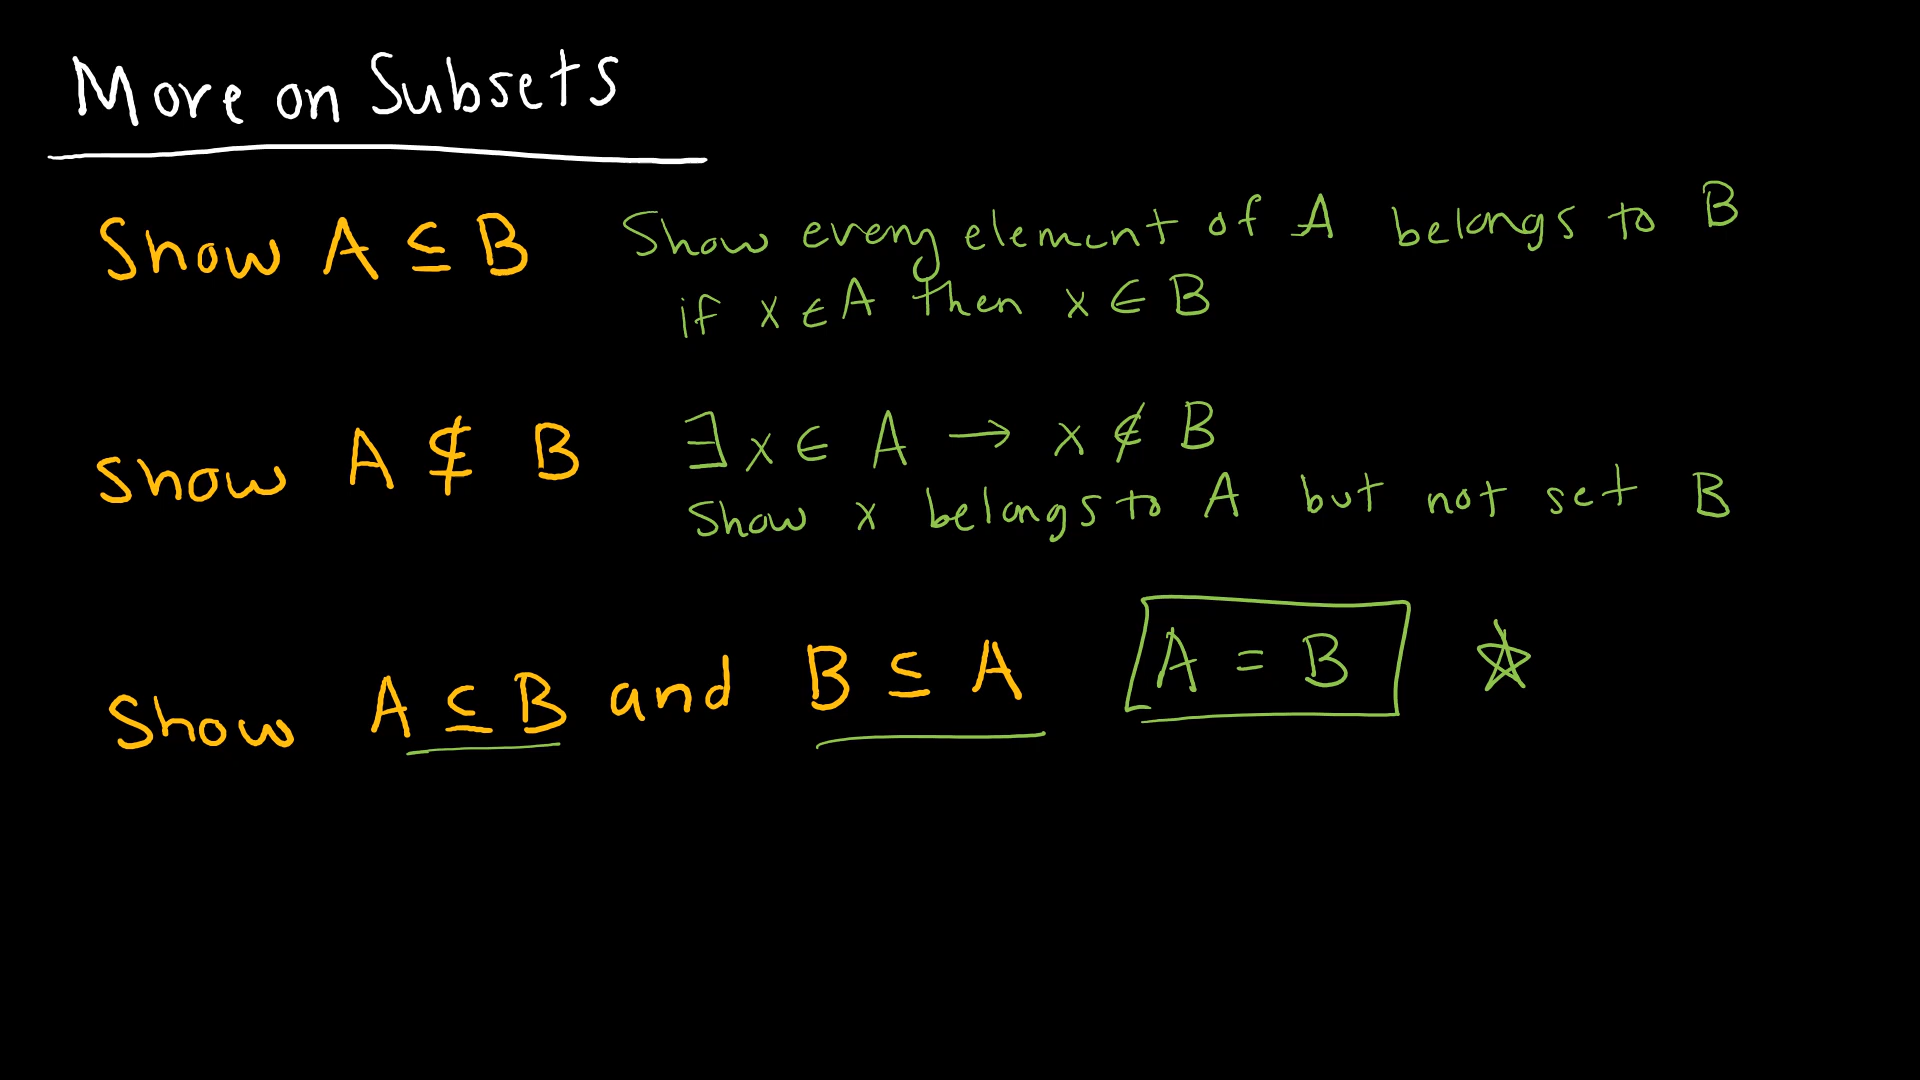 More on Subsets
Show A ⊆ B Show every element of A belongs to B
if x ∈ A then x ∈ B
Show A ⊈ B ∃ x ∈ A → x ∉ B
Show x belongs to A but not set B
Show A ⊆ B and B ⊆ A A = B ☆